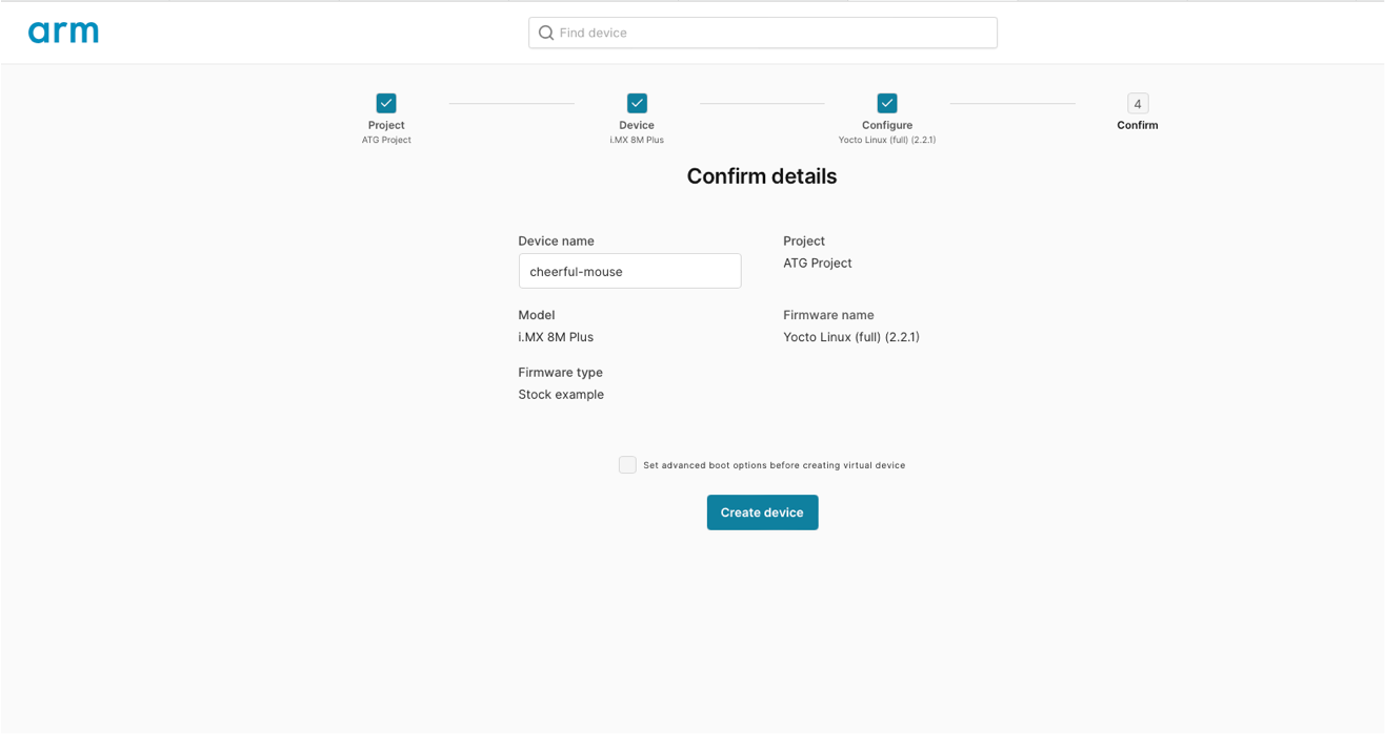 arm
Find device
Project
ATG Project
Device
i.MX 8M Plus
Configure
Yocto Linux (full) (2.2.1)
4
Confirm
Confirm details
Device name
cheerful-mouse
Project
ATG Project
Model
i.MX 8M Plus
Firmware name
Yocto Linux (full) (2.2.1)
Firmware type
Stock example
Set advanced boot options before creating virtual device
Create device